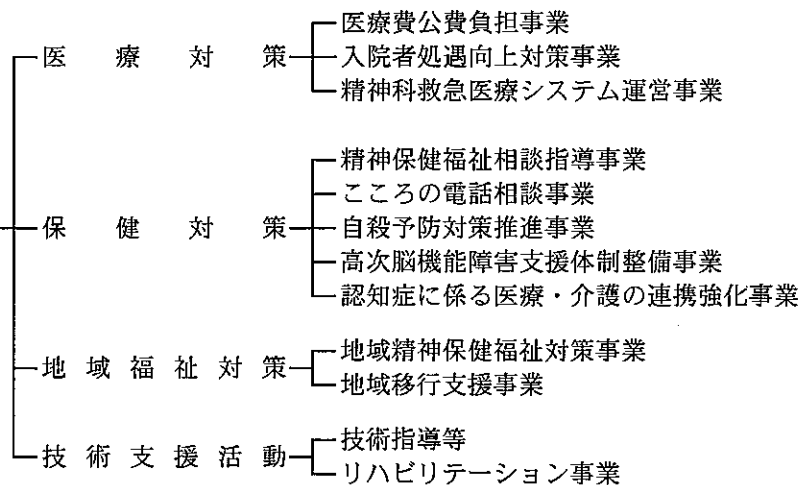 医療対策
医療費公費負担事業
入院者処遇向上対策事業
精神科救急医療システム運営事業
保健対策
精神保健福祉相談指導事業
こころの電話相談事業
自殺予防対策推進事業
高次脳機能障害支援体制整備事業
認知症に係る医療・介護の連携強化事業
地域福祉対策
地域精神保健福祉対策事業
地域移行支援事業
技術支援活動
技術指導等
リハビリテーション事業